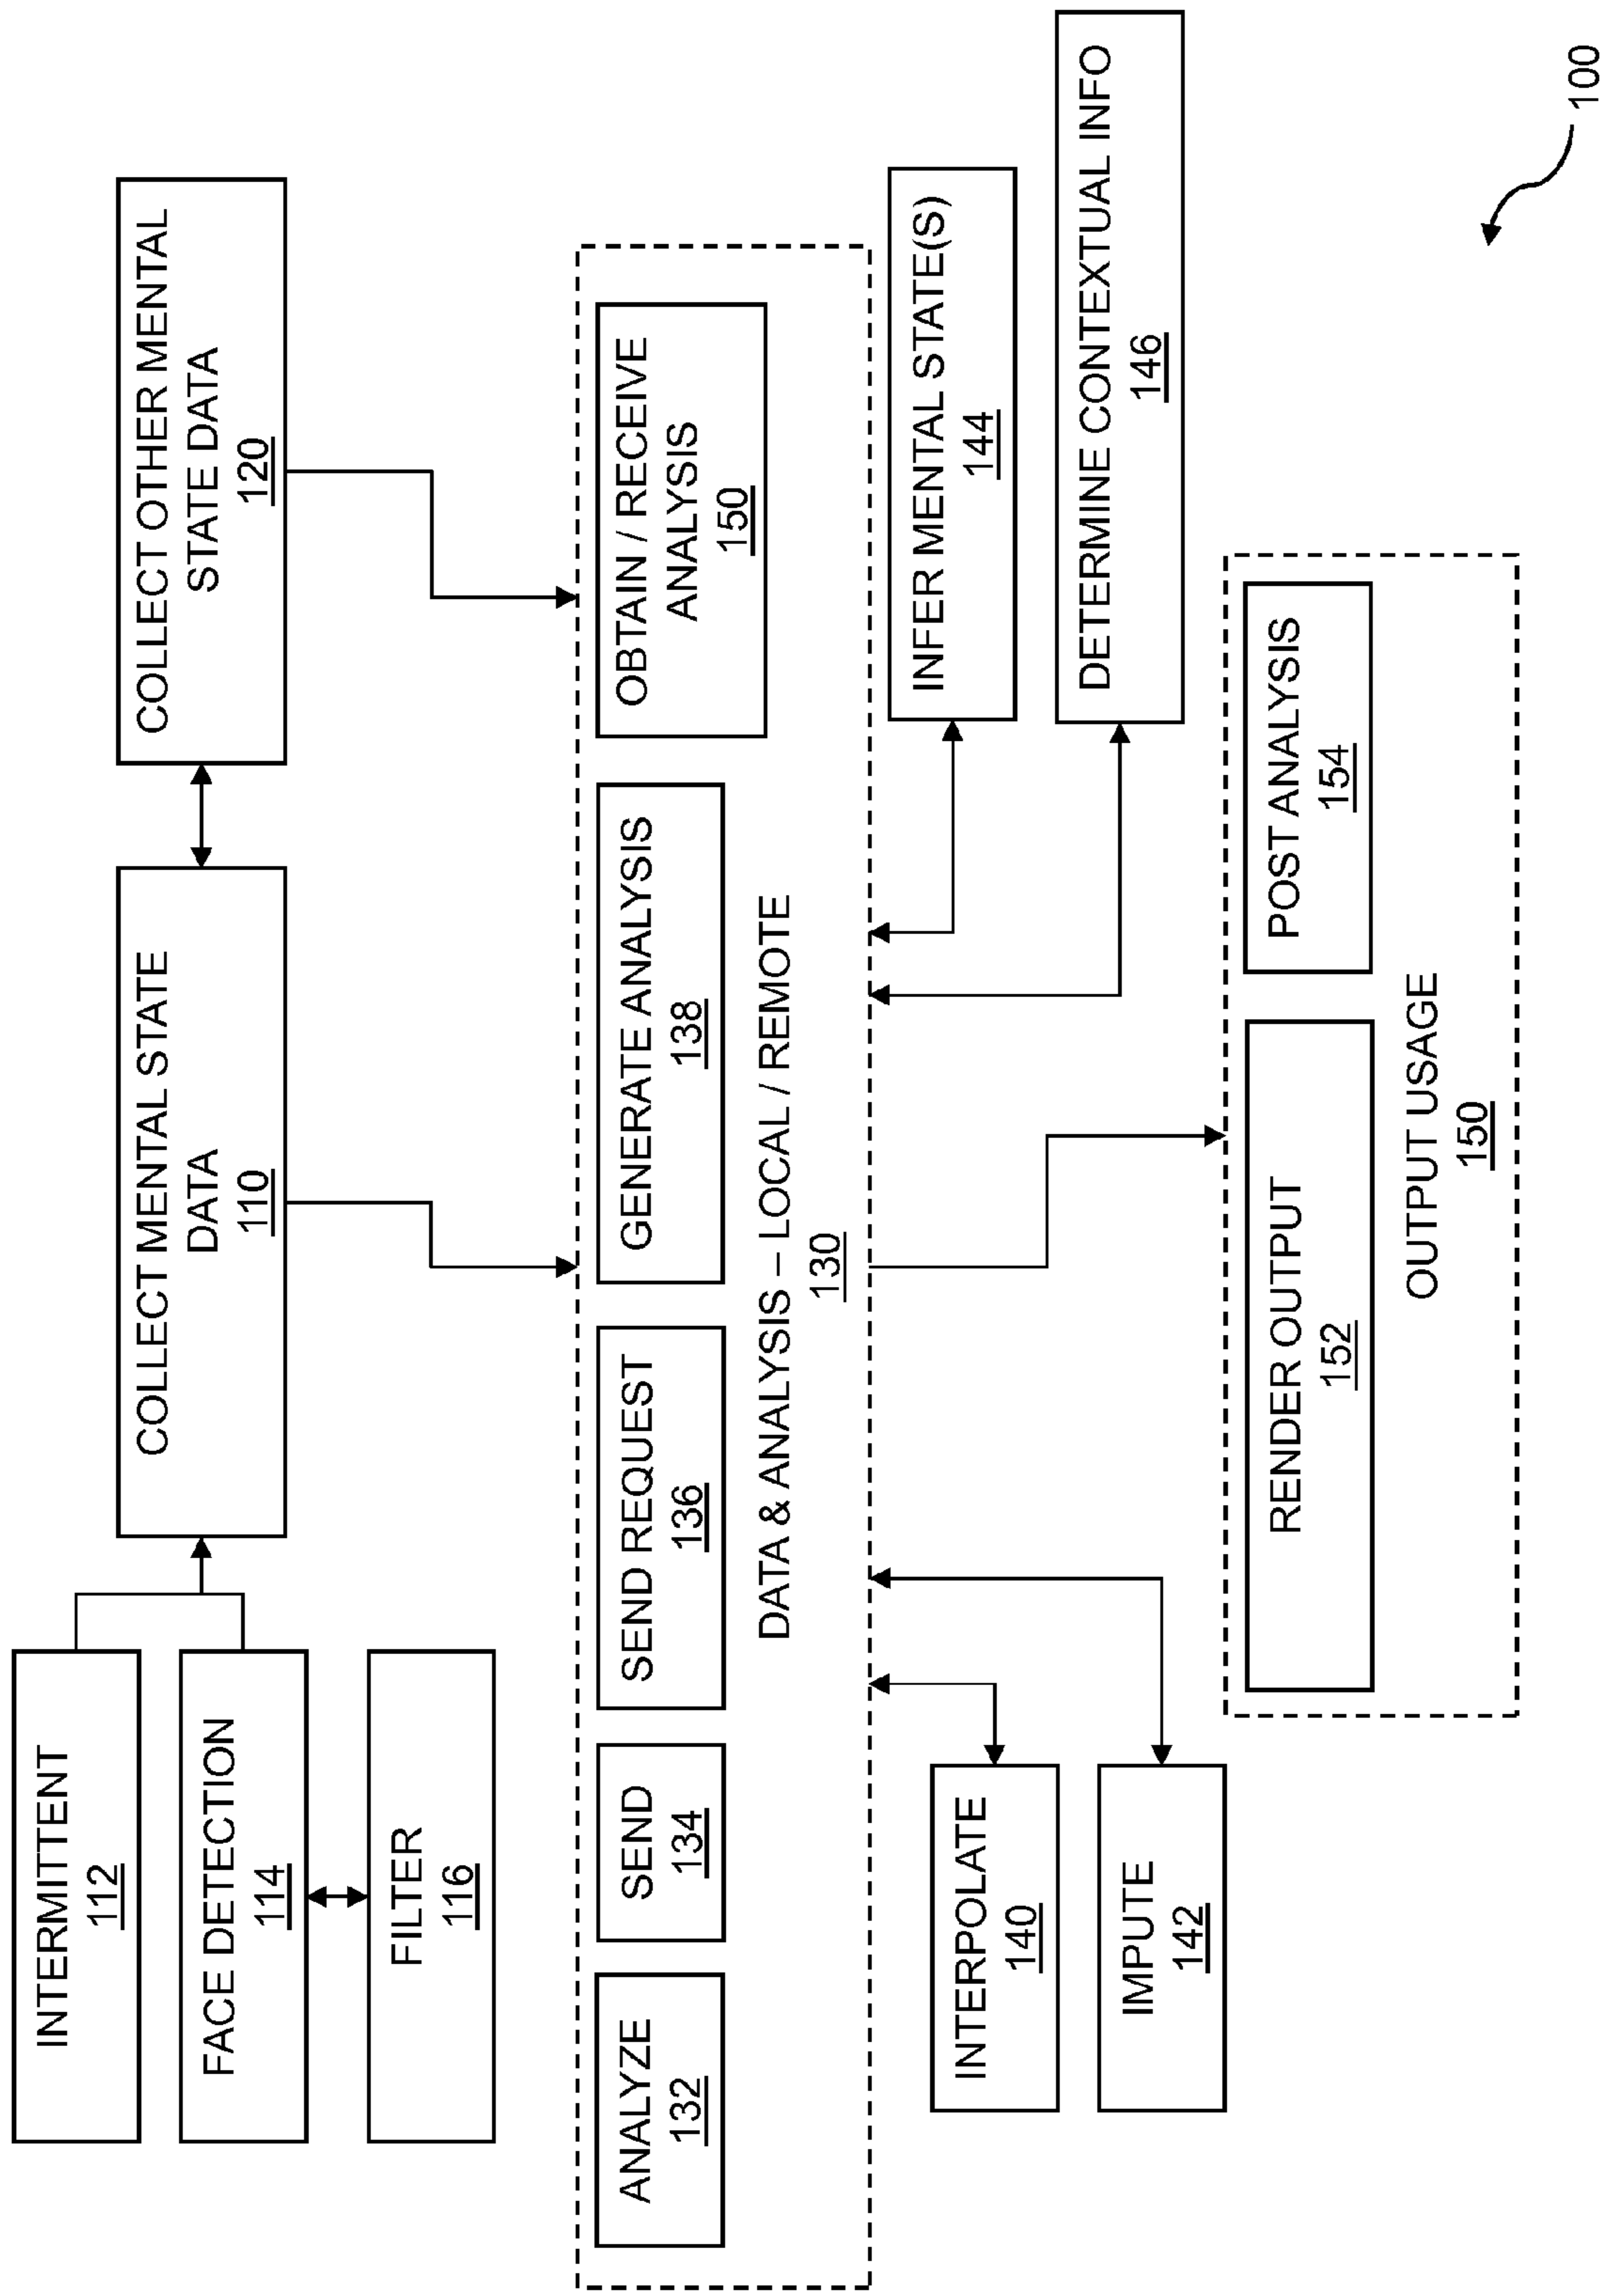 INTERMITTENT
112
FACE DETECTION
114
FILTER
116
COLLECT MENTAL STATE
DATA
110
COLLECT OTHER MENTAL
STATE DATA
120
ANALYZE
132
SEND
134
SEND REQUEST
136
GENERATE ANALYSIS
138
OBTAIN / RECEIVE
ANALYSIS
150
DATA & ANALYSIS – LOCAL / REMOTE
130
INTERPOLATE
140
IMPUTE
142
INFER MENTAL STATE(S)
144
DETERMINE CONTEXTUAL INFO
146
RENDER OUTPUT
152
POST ANALYSIS
154
OUTPUT USAGE
150
100